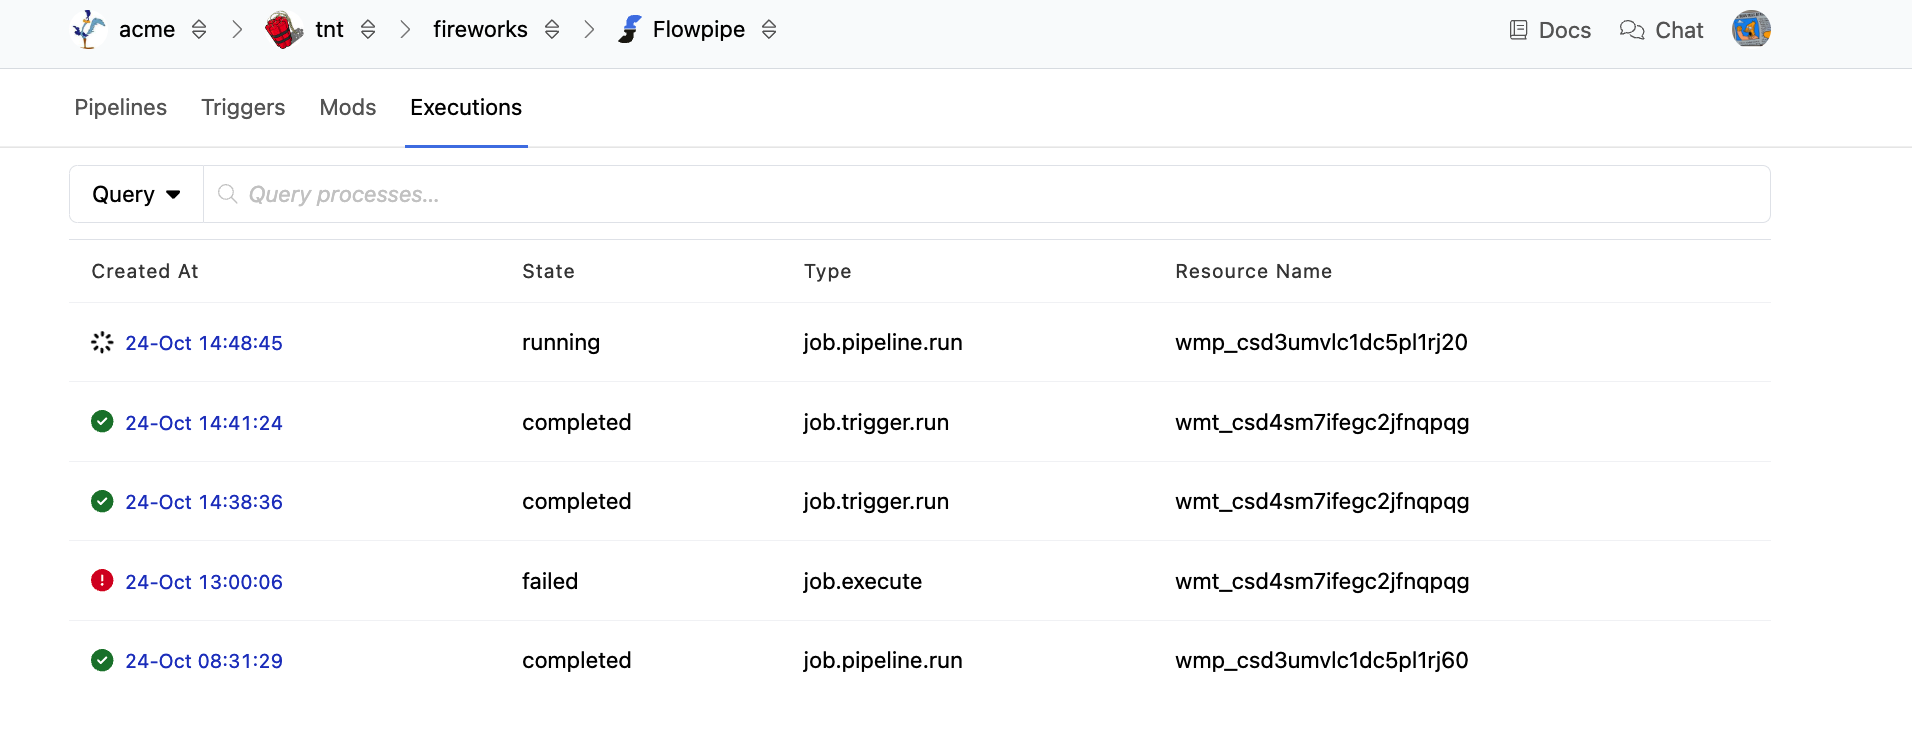 acme tnt fireworks Flowpipe Docs Chat
Pipelines Triggers Mods Executions
Query Query processes...
Created At State Type Resource Name
24-Oct 14:48:45 running job.pipeline.run wmp_csd3umvlc1dc5pl1rj20
24-Oct 14:41:24 completed job.trigger.run wmt_csd4sm7ifegc2jfnqpqg
24-Oct 14:38:36 completed job.trigger.run wmt_csd4sm7ifegc2jfnqpqg
24-Oct 13:00:06 failed job.execute wmt_csd4sm7ifegc2jfnqpqg
24-Oct 08:31:29 completed job.pipeline.run wmp_csd3umvlc1dc5pl1rj60